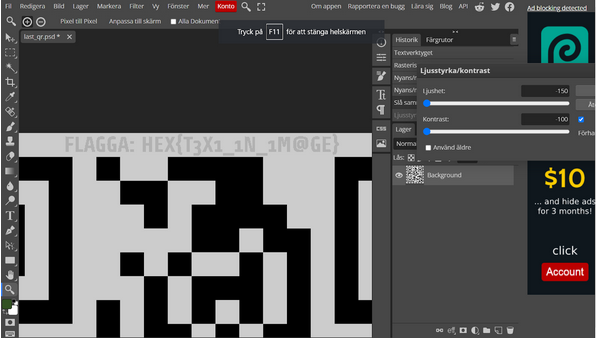 Fil Redigera Bild Lager Markera Filter Vy Fönster Mer Konto Om appen Rapportera en bugg Lära sig Blog API
Ad blocking detected
Pixel till Pixel Anpassa till skärm Alla Dokumen
Tryck på F11 för att stänga helskärmen
last_qr.psd *
Historik Färgrutor
Textverktyget
Rasteris
Nyans/m
Nyans/m
Slå sam
Ljusstyr
Lager
Norma
Lås:
Background
CSS
Ljusstyrka/kontrast
Ljushet: -150
Kontrast: -100
Använd äldre
Förha
FLAGGA: HEX{T3X1_1N_1M@GE}
$10
... and hide ads
for 3 months!
click
Account